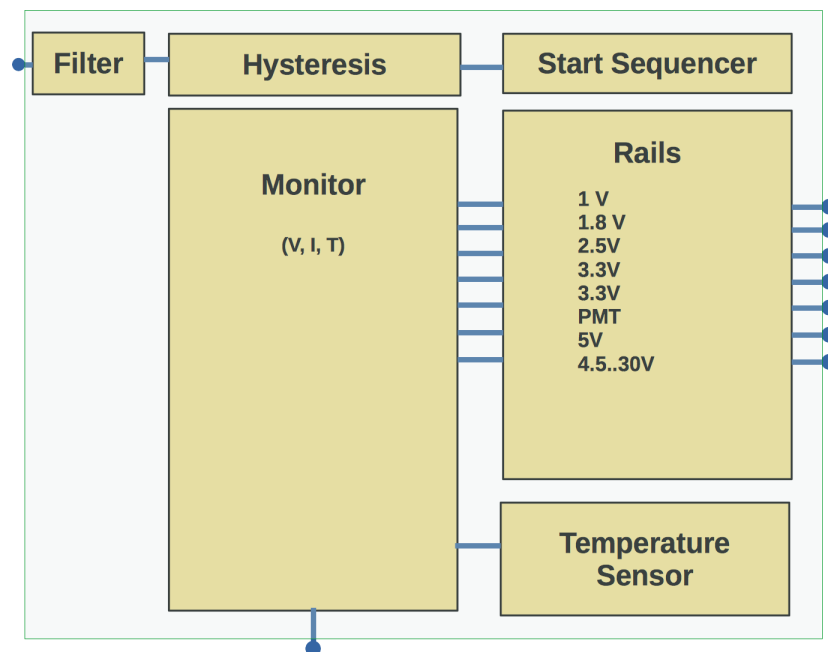 Filter
Hysteresis
Start Sequencer
Monitor
(V, I, T)
Rails
1 V
1.8 V
2.5V
3.3V
3.3V
PMT
5V
4.5..30V
Temperature
Sensor